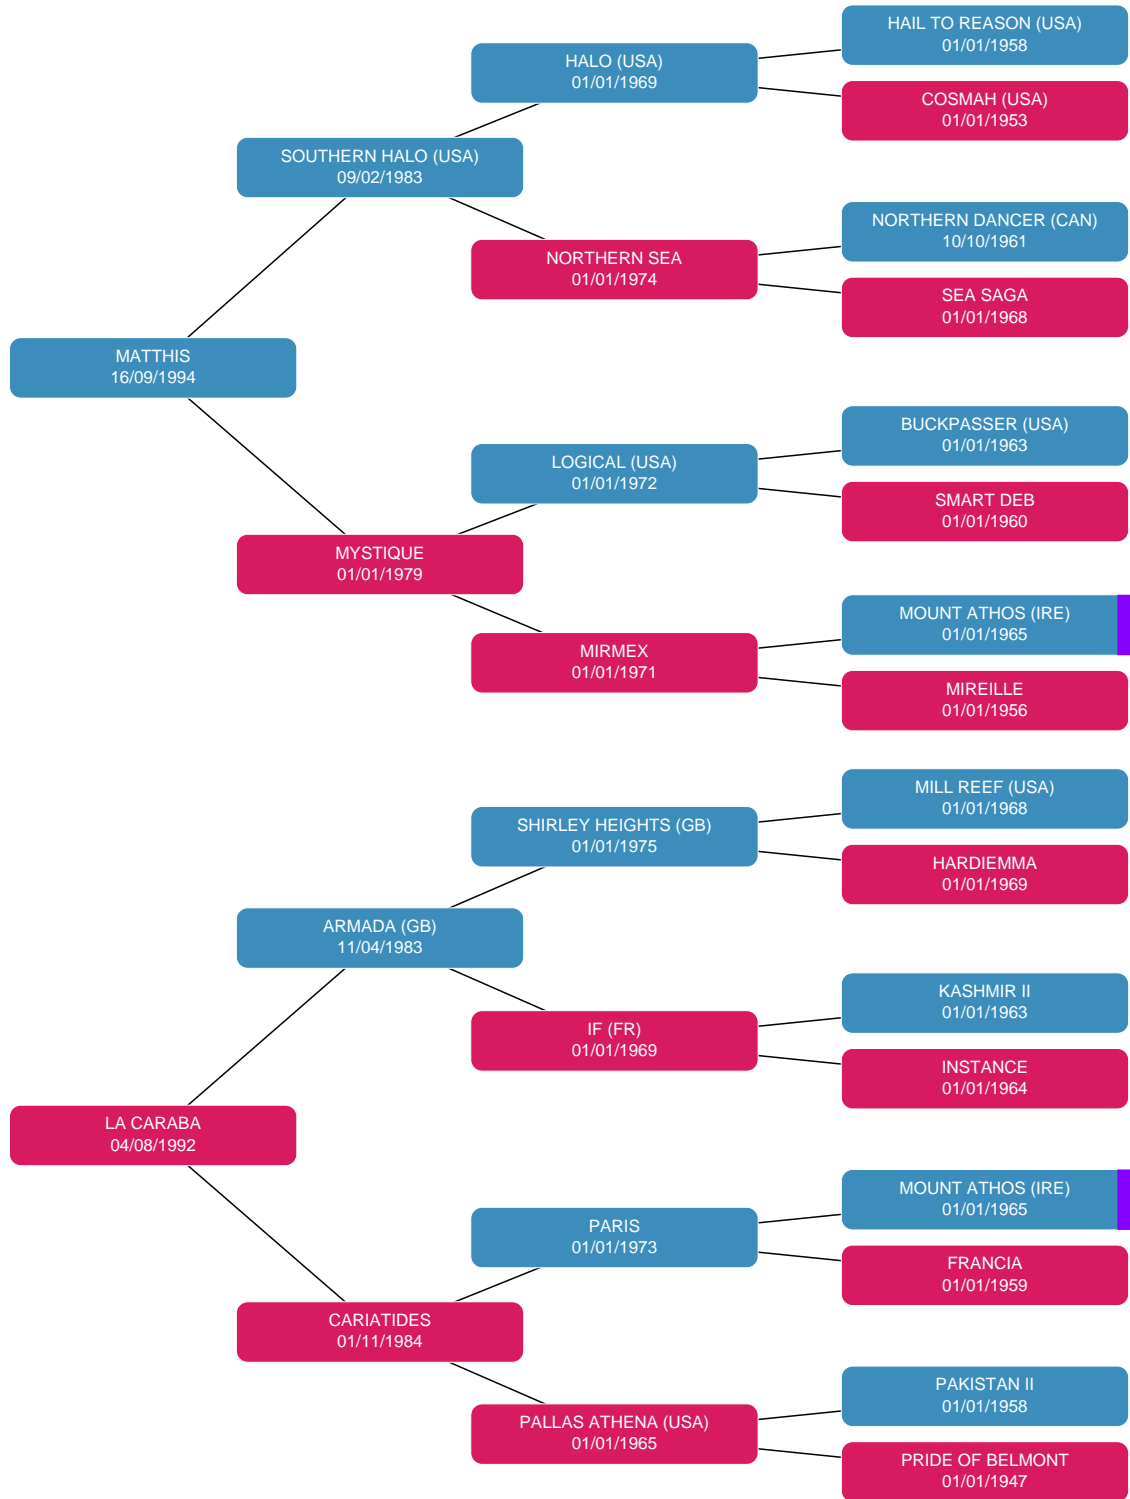 HAIL TO REASON (USA)
01/01/1958
HALO (USA)
01/01/1969
COSMAH (USA)
01/01/1953
SOUTHERN HALO (USA)
09/02/1983
NORTHERN DANCER (CAN)
10/10/1961
NORTHERN SEA
01/01/1974
SEA SAGA
01/01/1968
MATTHIS
16/09/1994
BUCKPASSER (USA)
01/01/1963
LOGICAL (USA)
01/01/1972
SMART DEB
01/01/1960
MYSTIQUE
01/01/1979
MOUNT ATHOS (IRE)
01/01/1965
MIRMEX
01/01/1971
MIREILLE
01/01/1956
MILL REEF (USA)
01/01/1968
SHIRLEY HEIGHTS (GB)
01/01/1975
HARDIEMMA
01/01/1969
ARMADA (GB)
11/04/1983
KASHMIR II
01/01/1963
IF (FR)
01/01/1969
INSTANCE
01/01/1964
LA CARABA
04/08/1992
MOUNT ATHOS (IRE)
01/01/1965
PARIS
01/01/1973
FRANCIA
01/01/1959
CARIATIDES
01/11/1984
PAKISTAN II
01/01/1958
PALLAS ATHENA (USA)
01/01/1965
PRIDE OF BELMONT
01/01/1947